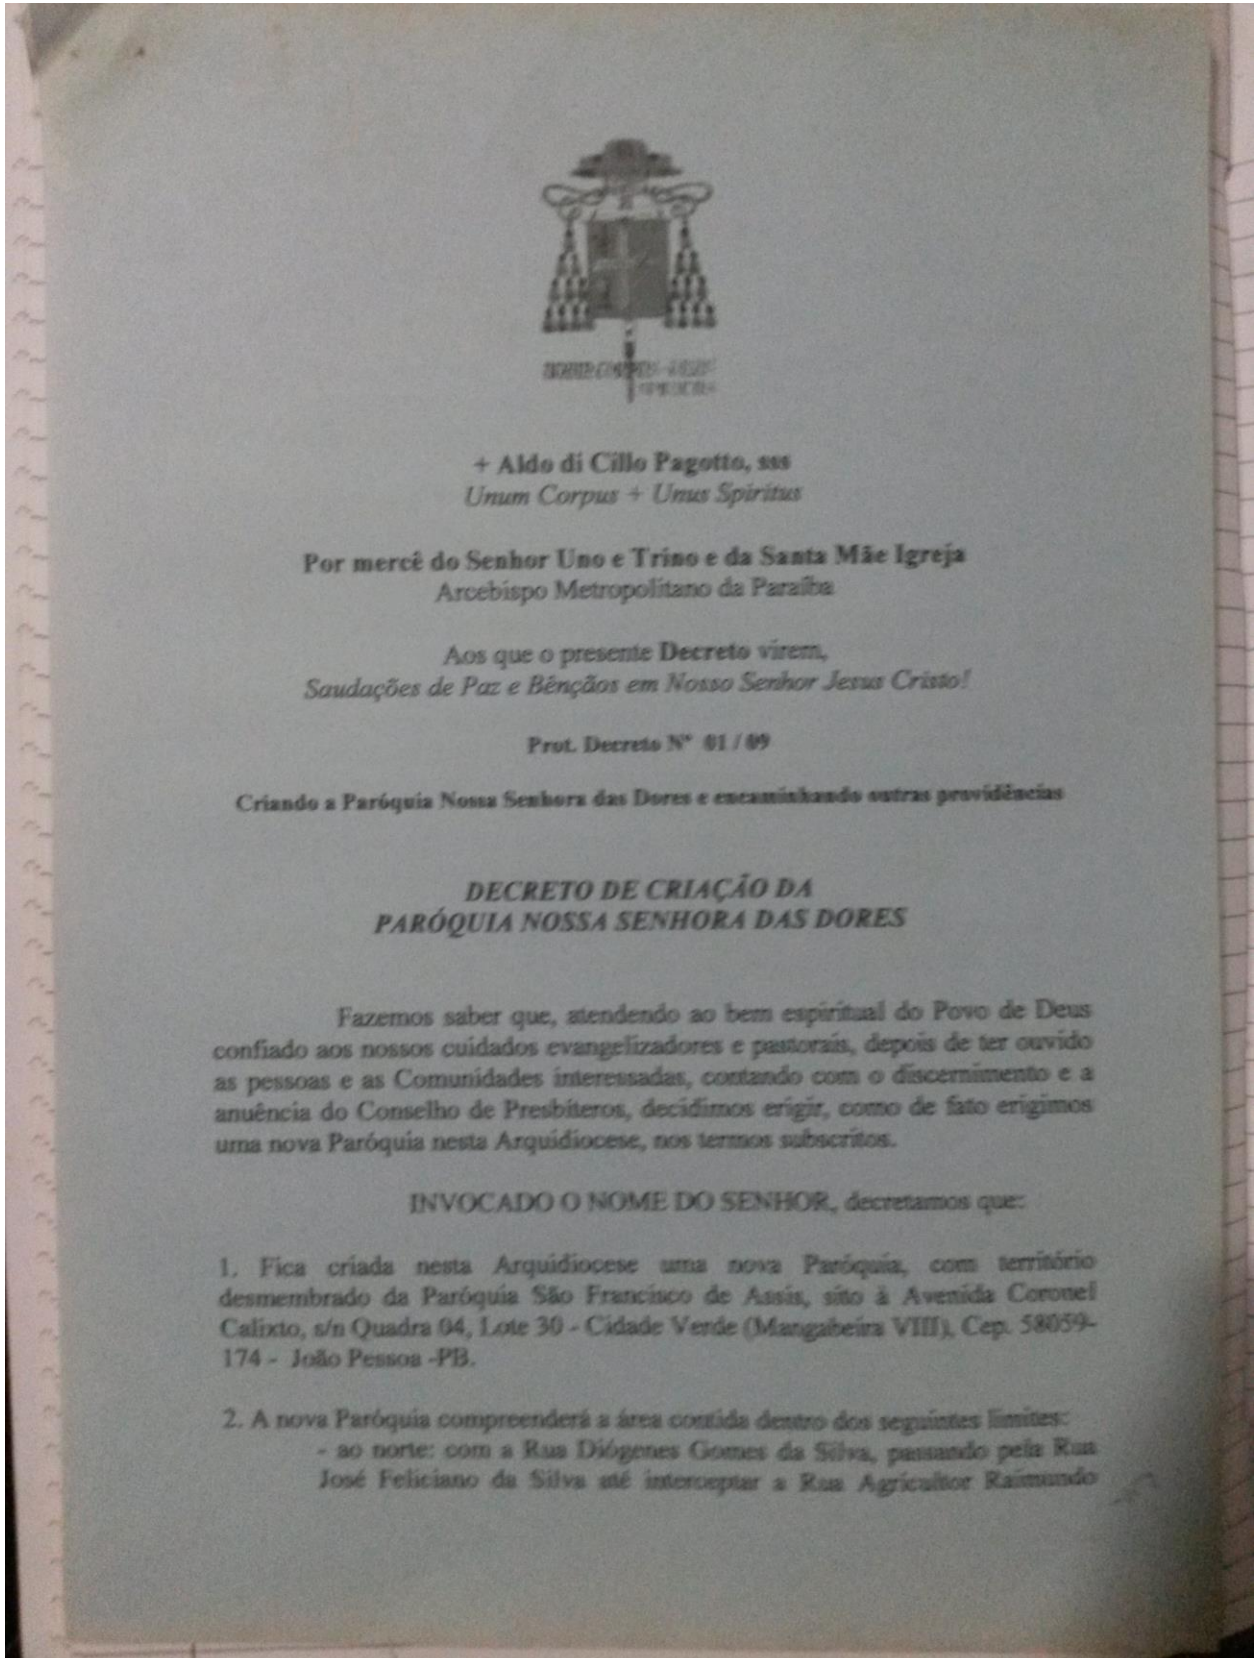 + Aldo di Cillo Pagotto, sss
Unum Corpus + Unus Spiritus
Por mercê do Senhor Uno e Trino e da Santa Mãe Igreja
Arcebispo Metropolitano da Paraíba
Aos que o presente Decreto virem,
Saudações de Paz e Bênçãos em Nosso Senhor Jesus Cristo!
Prot. Decreto Nº 01 / 09
Criando a Paróquia Nossa Senhora das Dores e encaminhando outras providências
DECRETO DE CRIAÇÃO DA
PARÓQUIA NOSSA SENHORA DAS DORES
Fazemos saber que, atendendo ao bem espiritual do Povo de Deus
confiado aos nossos cuidados evangelizadores e pastorais, depois de ter ouvido
as pessoas e as Comunidades interessadas, contando com o discernimento e a
anuência do Conselho de Presbíteros, decidimos erigir, como de fato erigimos
uma nova Paróquia nesta Arquidiocese, nos termos subscritos.
INVOCADO O NOME DO SENHOR, decretamos que:
1. Fica criada nesta Arquidiocese uma nova Paróquia, com território
desmembrado da Paróquia São Francisco de Assis, sito à Avenida Coronel
Calixto, s/n Quadra 04, Lote 30 - Cidade Verde (Mangabeira VIII), Cep. 58059-
174 - João Pessoa -PB.
2. A nova Paróquia compreenderá a área contida dentro dos seguintes limites:
- ao norte: com a Rua Diógenes Gomes da Silva, passando pela Rua
José Feliciano da Silva até interceptar a Rua Agricultor Raimundo